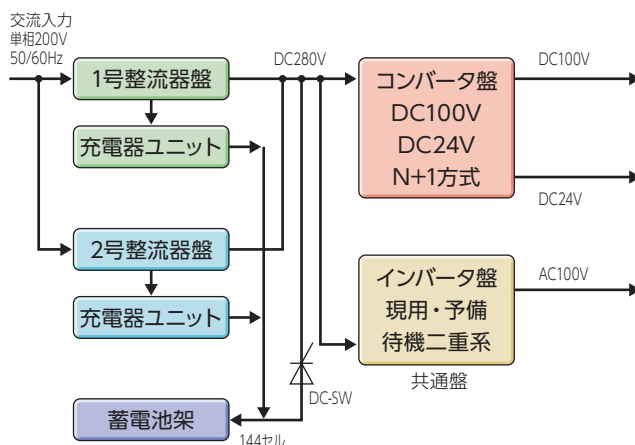 交流入力
単相200V
50/60Hz
1号整流器盤
充電器ユニット
2号整流器盤
充電器ユニット
蓄電池架
144セル
DC280V
DC-SW
コンバータ盤
DC100V
DC24V
N+1方式
インバータ盤
現用・予備
待機二重系
共通盤
DC100V
DC24V
AC100V